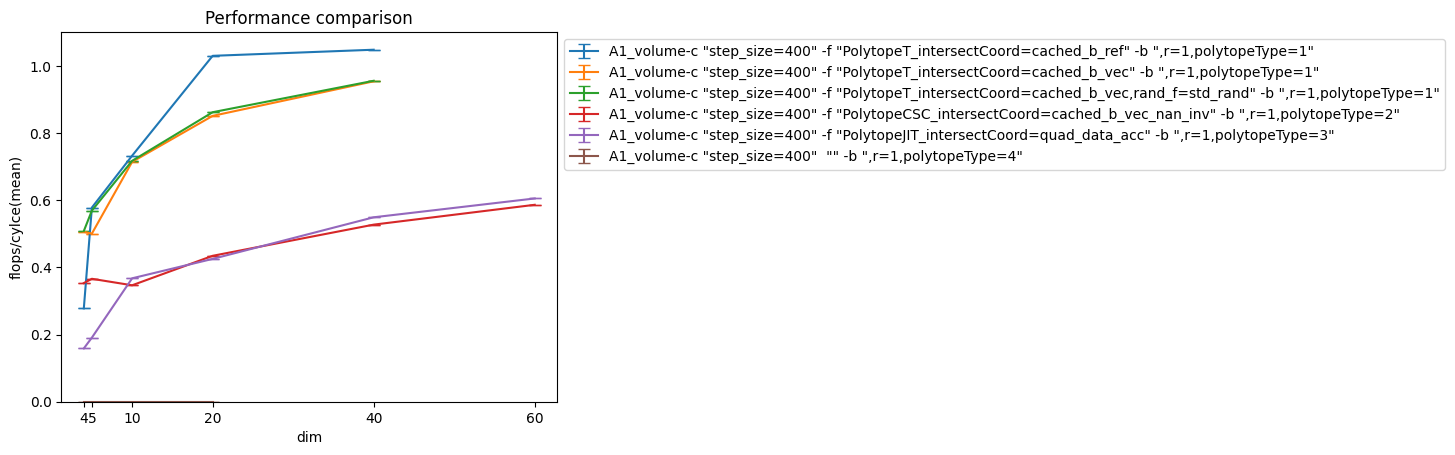 Performance comparison
flops/cylce(mean)
1.0
0.8
0.6
0.4
0.2
0.0
4 5 10 20 40 60
dim
A1_volume-c "step_size=400" -f "PolytopeT_intersectCoord=cached_b_ref" -b ",r=1,polytopeType=1"
A1_volume-c "step_size=400" -f "PolytopeT_intersectCoord=cached_b_vec" -b ",r=1,polytopeType=1"
A1_volume-c "step_size=400" -f "PolytopeT_intersectCoord=cached_b_vec,rand_f=std_rand" -b ",r=1,polytopeType=1"
A1_volume-c "step_size=400" -f "PolytopeCSC_intersectCoord=cached_b_vec_nan_inv" -b ",r=1,polytopeType=2"
A1_volume-c "step_size=400" -f "PolytopeJIT_intersectCoord=quad_data_acc" -b ",r=1,polytopeType=3"
A1_volume-c "step_size=400"  "" -b ",r=1,polytopeType=4"